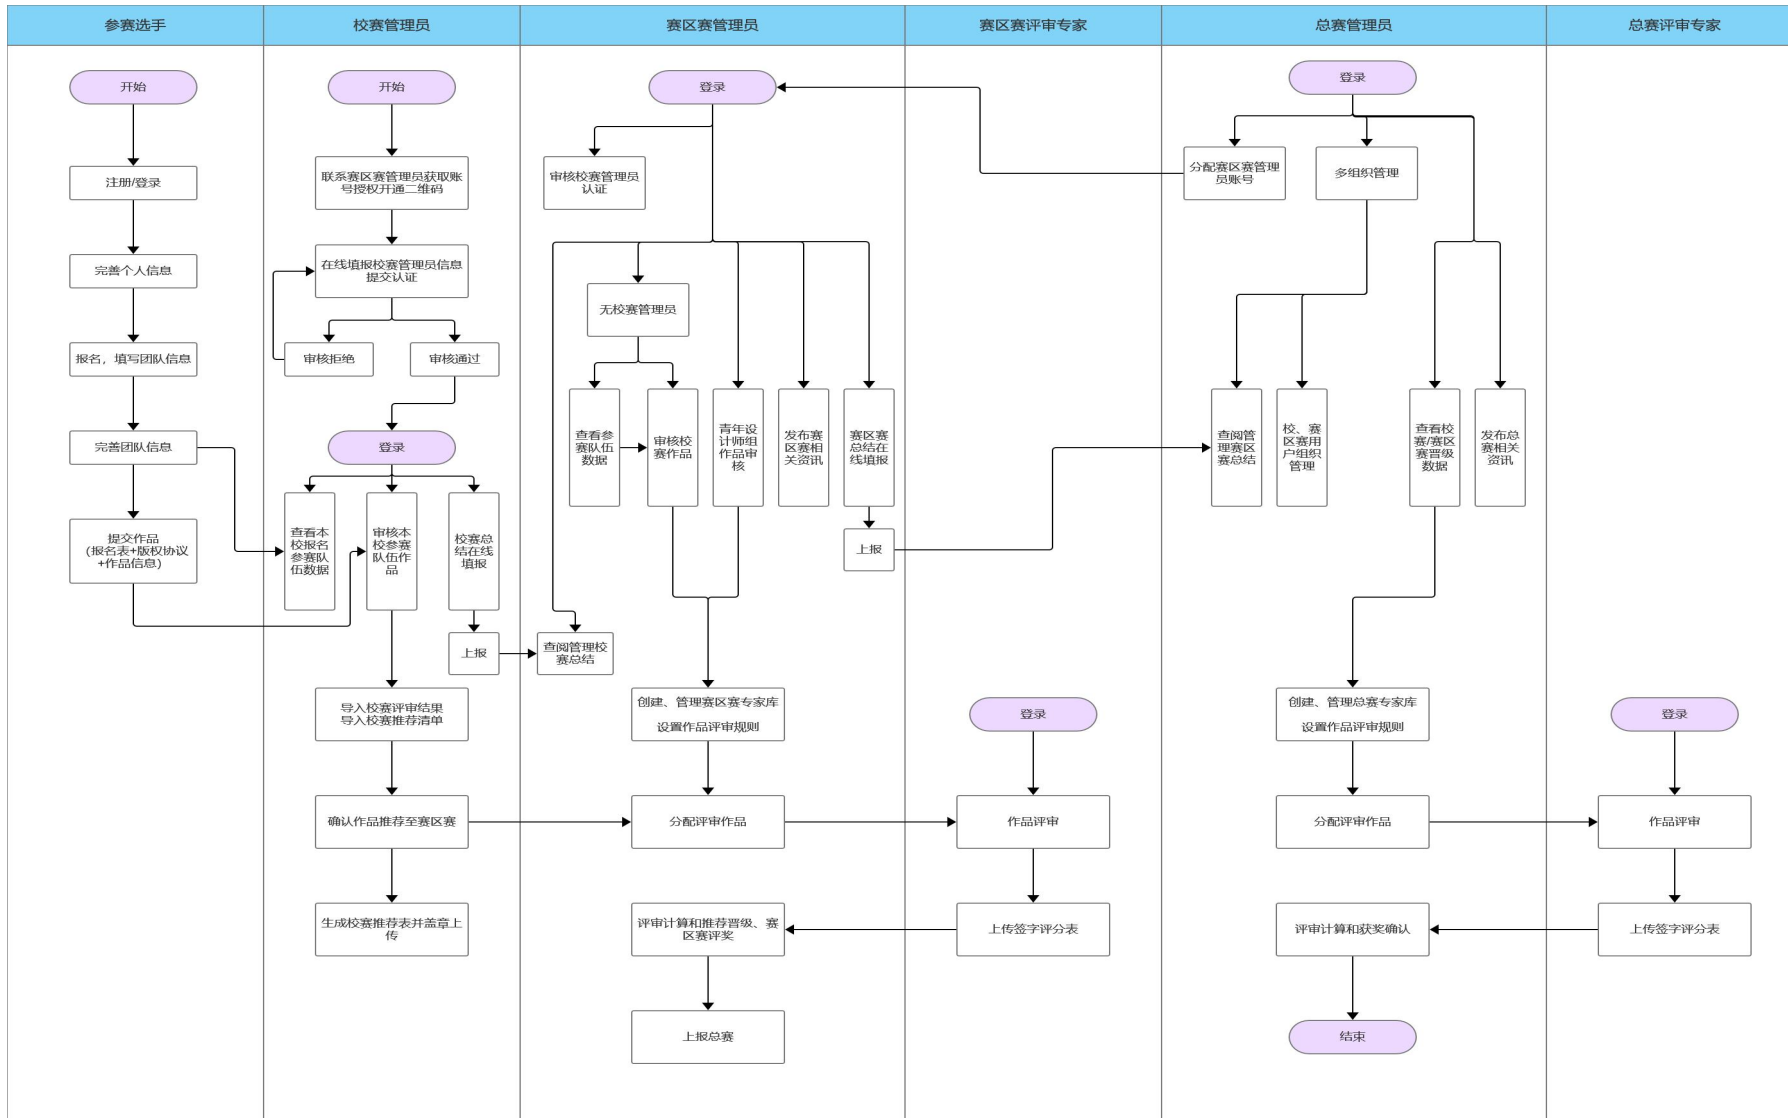 参赛选手
校赛管理员
赛区赛管理员
赛区赛评审专家
总赛管理员
总赛评审专家
开始
注册/登录
完善个人信息
报名，填写团队信息
完善团队信息
提交作品
(报名表+版权协议
+作品信息)
开始
联系赛区赛管理员获取账
号授权开通二维码
在线填报校赛管理员信息
提交认证
审核拒绝
审核通过
登录
查看本
校报名
参赛队
伍数据
审核本
校参赛
队伍作
品
校赛总
结在线
填报
上报
导入校赛评审结果
导入校赛推荐清单
确认作品推荐至赛区赛
生成校赛推荐表并盖章上
传
登录
审核校赛管理员
认证
无校赛管理员
查看参
赛队伍
数据
审核校
赛作品
青年设
计师组
作品审
核
发布赛
区赛相
关资讯
赛区赛
总结在
线填报
上报
查阅管理校
赛总结
创建、管理赛区赛专家库
设置作品评审规则
分配评审作品
评审计算和推荐晋级、赛
区赛评奖
上报总赛
登录
作品评审
上传签字评分表
登录
分配赛区赛管理
员账号
多组织管理
查阅管
理赛区
赛总结
校、赛
区赛用
户组织
管理
查看校
赛/赛区
赛晋级
数据
发布总
赛相关
资讯
创建、管理总赛专家库
设置作品评审规则
分配评审作品
评审计算和获奖确认
结束
登录
作品评审
上传签字评分表